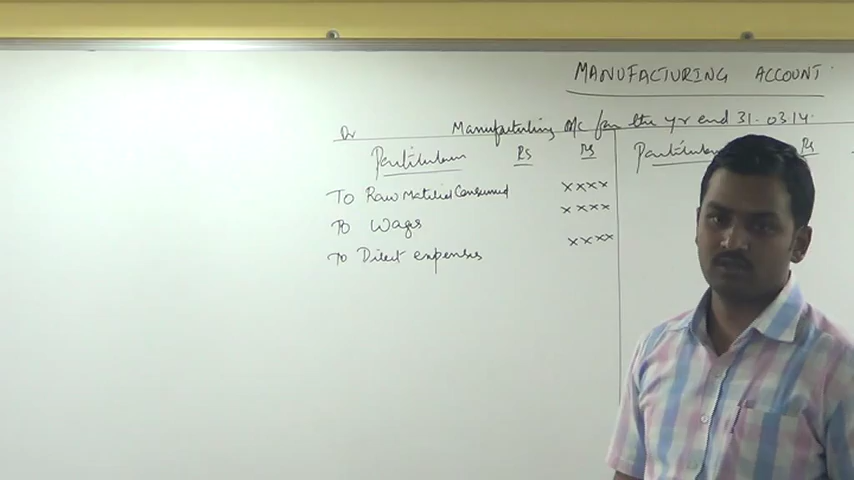 MANUFACTURING ACCOUNT
Dr Manufacturing A/c for the yr end 31.03.14.
Particulars Rs Rs Particulars Rs
To Raw Material Consumed xxxx
To Wages xxxx
To Direct expenses xxxx